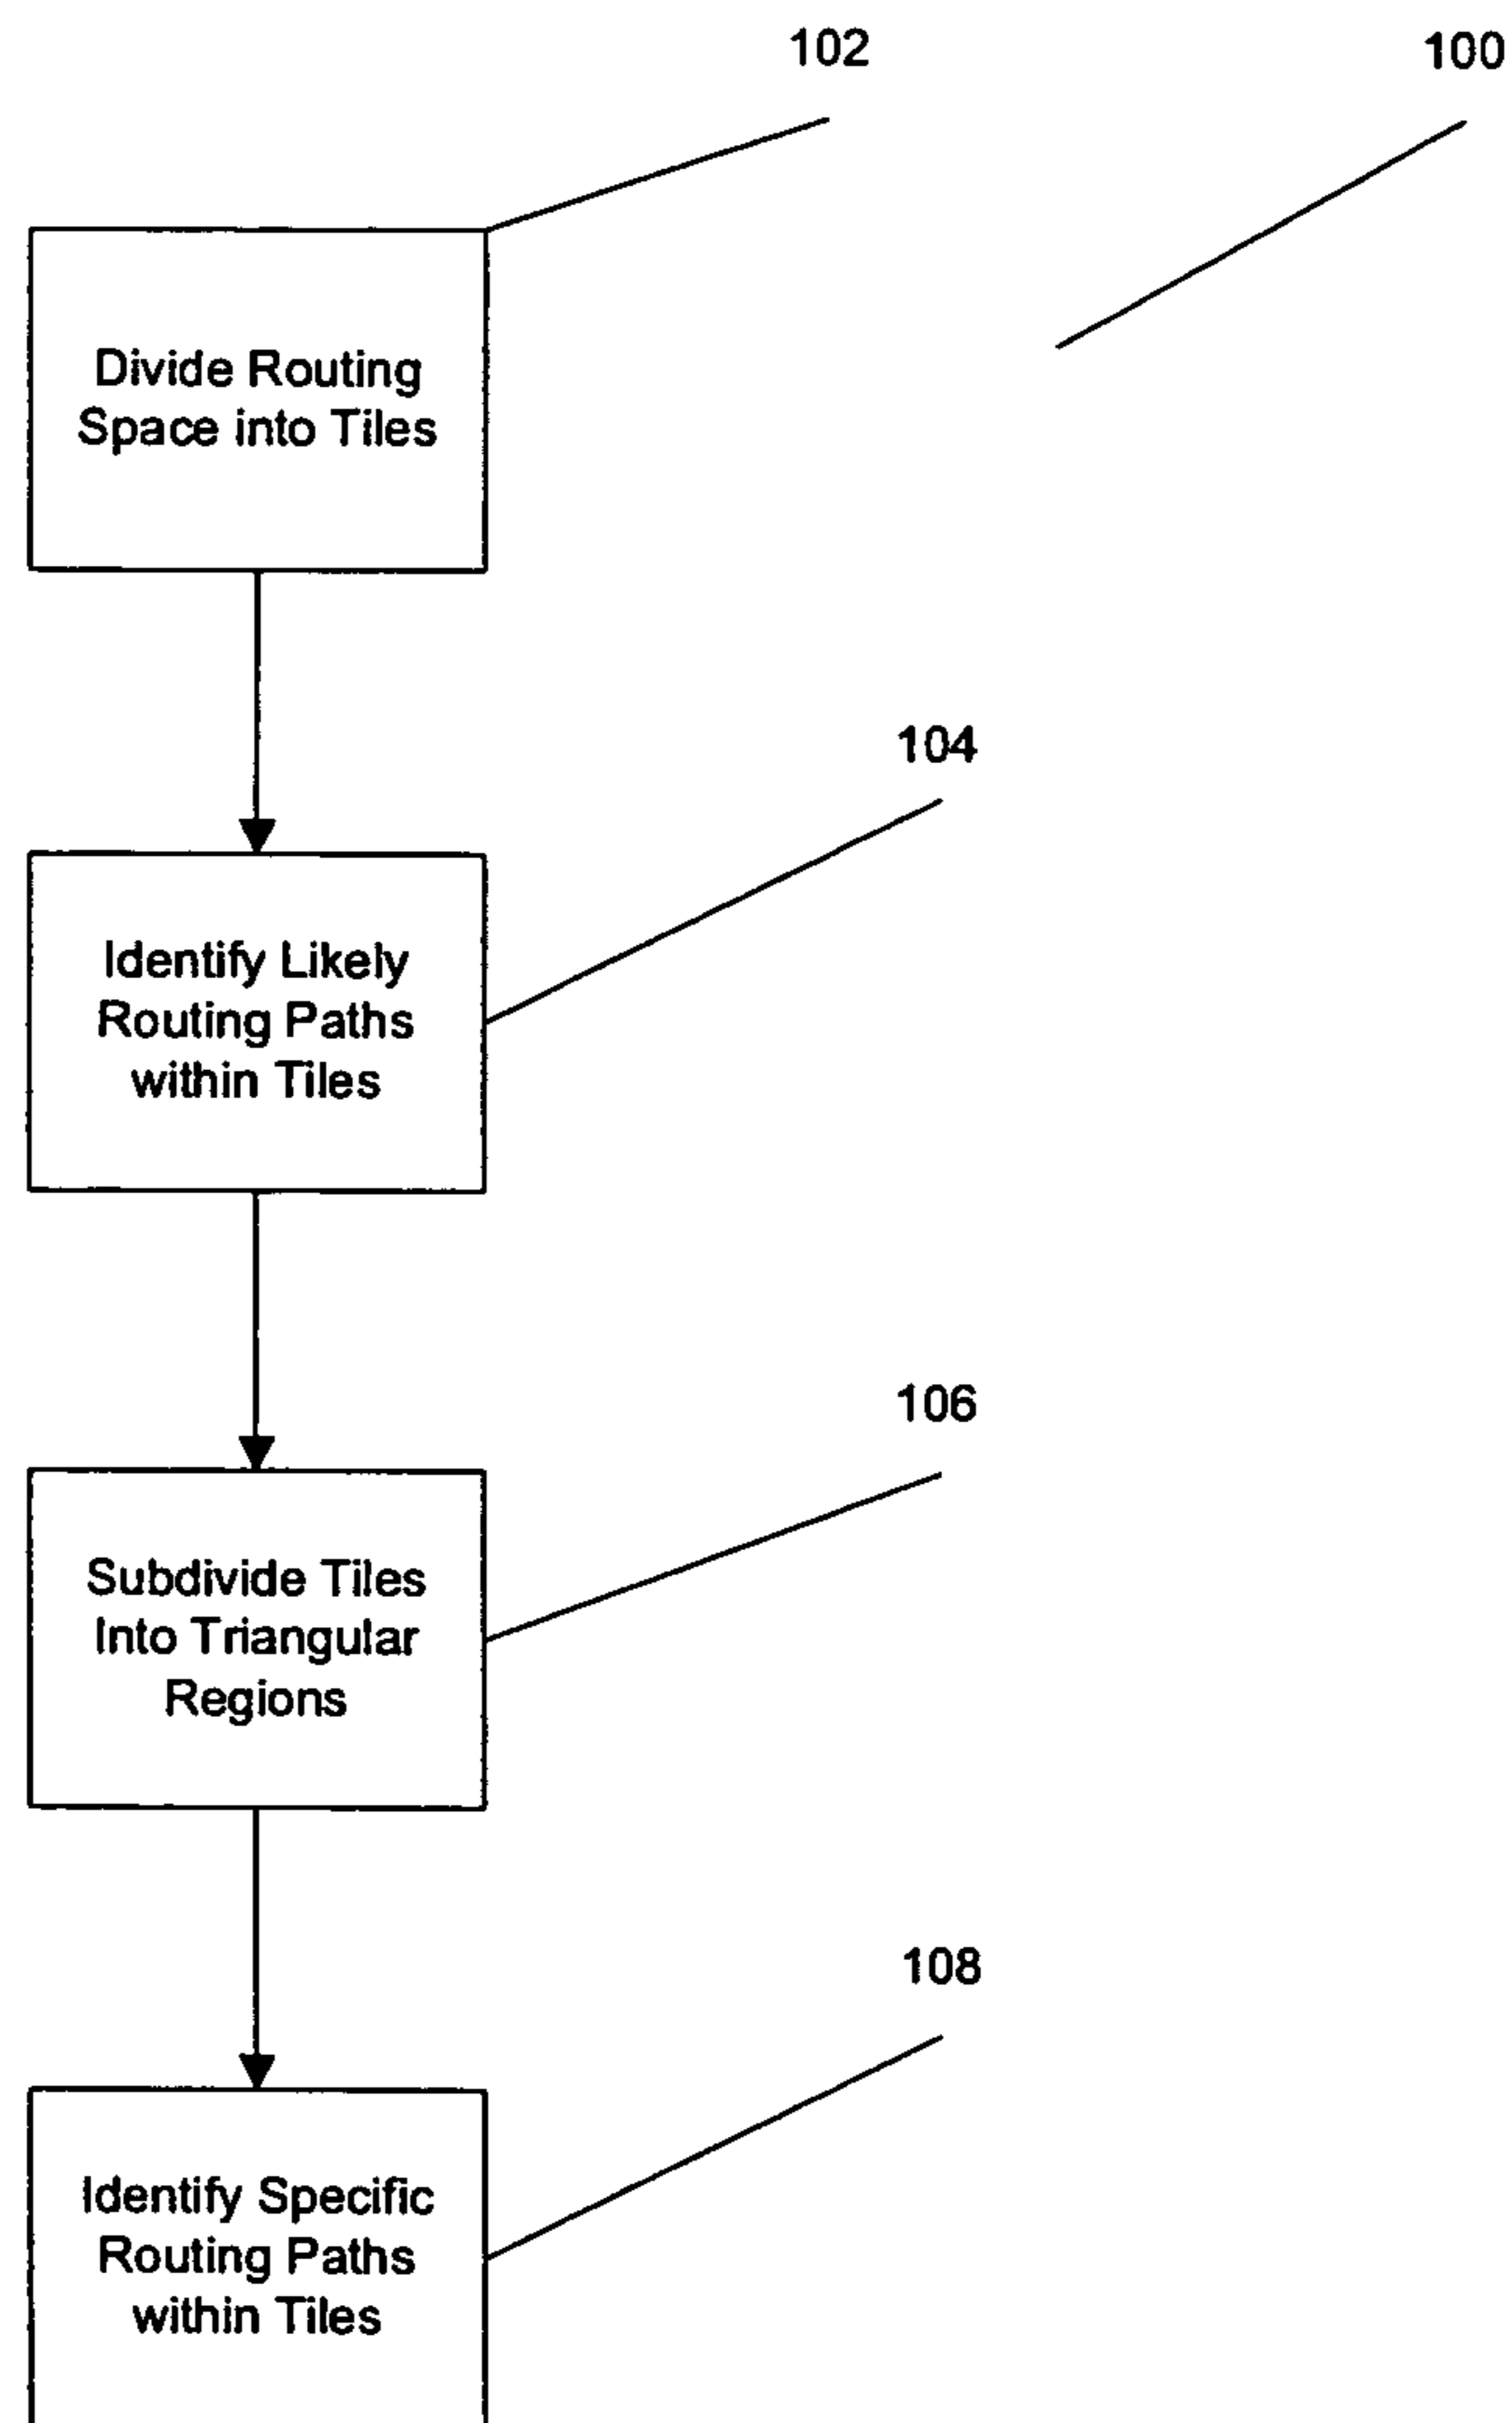 102
100
Divide Routing
Space into Tiles
104
Identify Likely
Routing Paths
within Tiles
106
Subdivide Tiles
Into Triangular
Regions
108
Identify Specific
Routing Paths
within Tiles